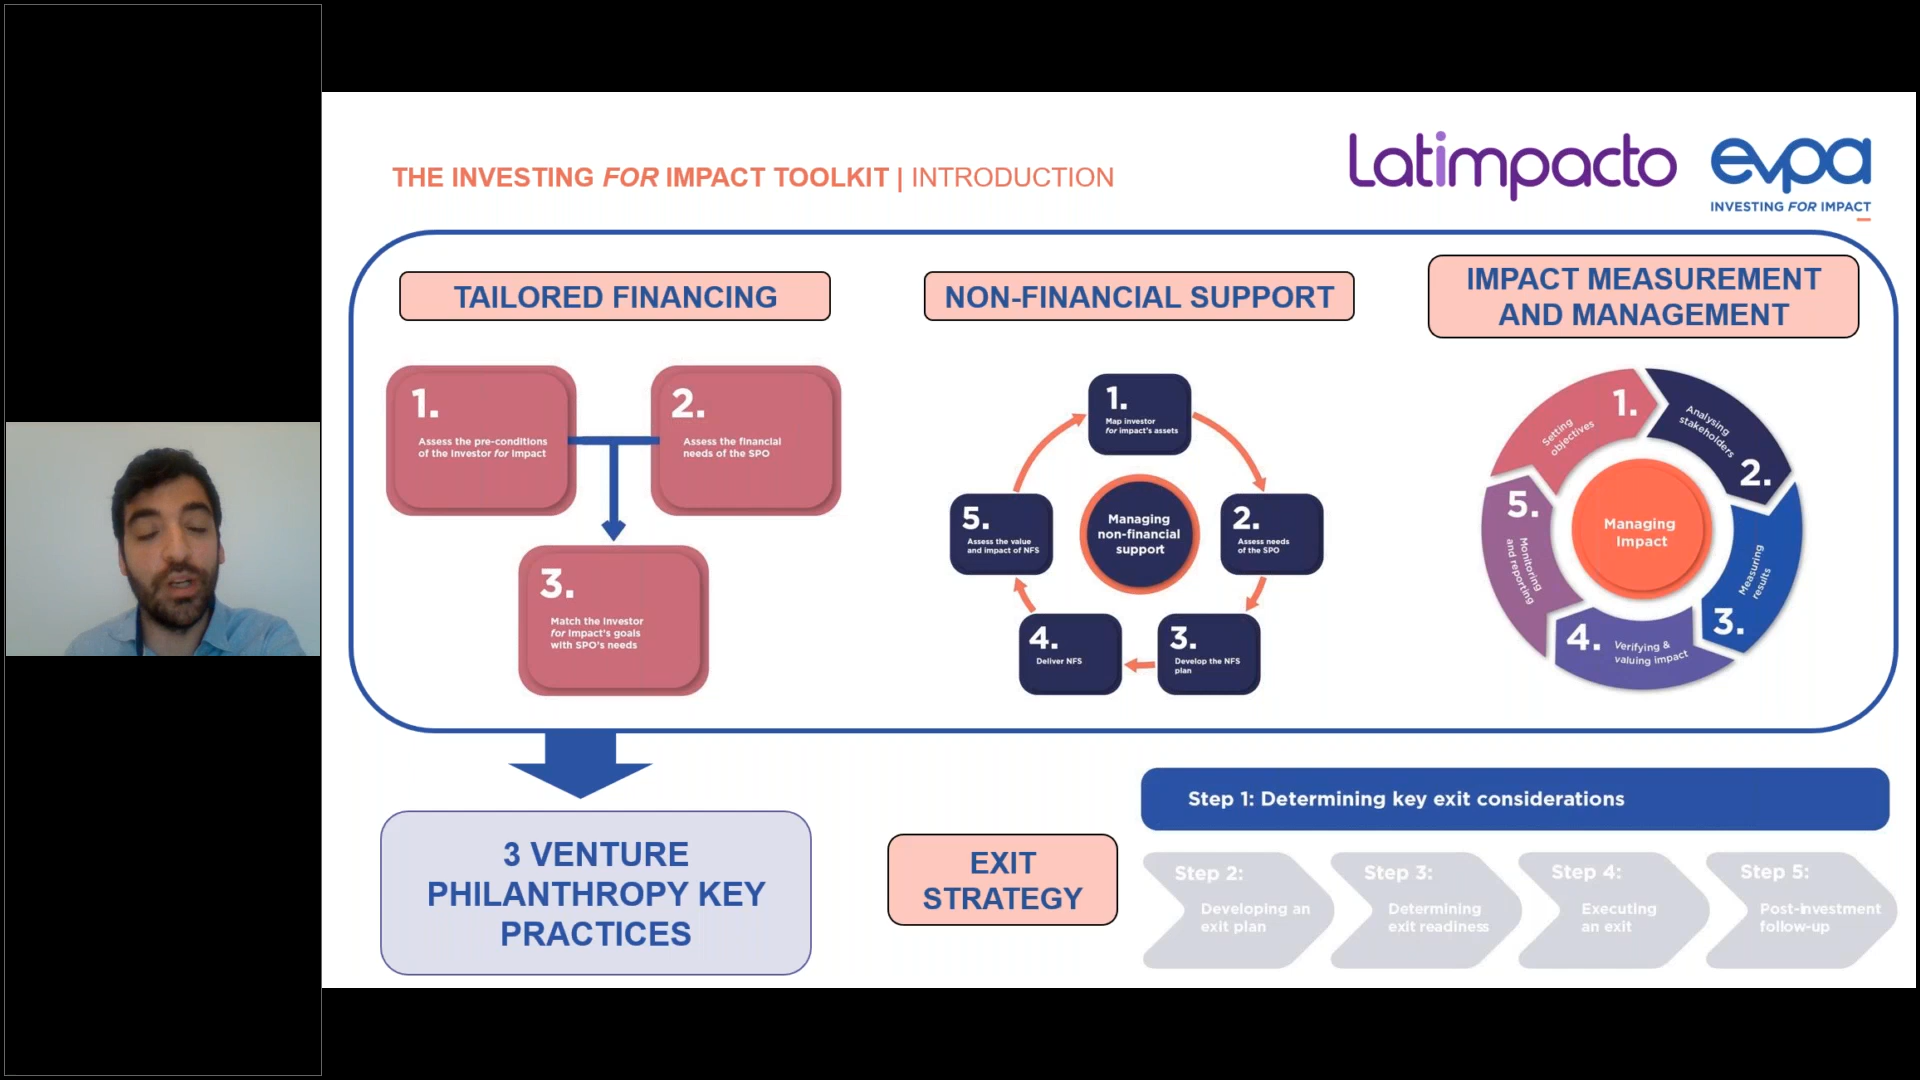 THE INVESTING FOR IMPACT TOOLKIT | INTRODUCTION
Latimpacto
evpa
INVESTING FOR IMPACT
TAILORED FINANCING
1.
Assess the pre-conditions
of the Investor for Impact
2.
Assess the financial
needs of the SPO
3.
Match the Investor
for Impact's goals
with SPO's needs
NON-FINANCIAL SUPPORT
1.
Map investor
for impact's assets
2.
Assess needs
of the SPO
3.
Develop the NFS
plan
4.
Deliver NFS
5.
Assess the value
and impact of NFS
Managing
non-financial
support
IMPACT MEASUREMENT
AND MANAGEMENT
1.
Setting
objectives
2.
Analysing
stakeholders
3.
Measuring
results
4.
Verifying &
valuing impact
5.
Monitoring
and reporting
Managing
Impact
3 VENTURE
PHILANTHROPY KEY
PRACTICES
EXIT
STRATEGY
Step 1: Determining key exit considerations
Step 2:
Developing an
exit plan
Step 3:
Determining
exit readiness
Step 4:
Executing
an exit
Step 5:
Post-investment
follow-up